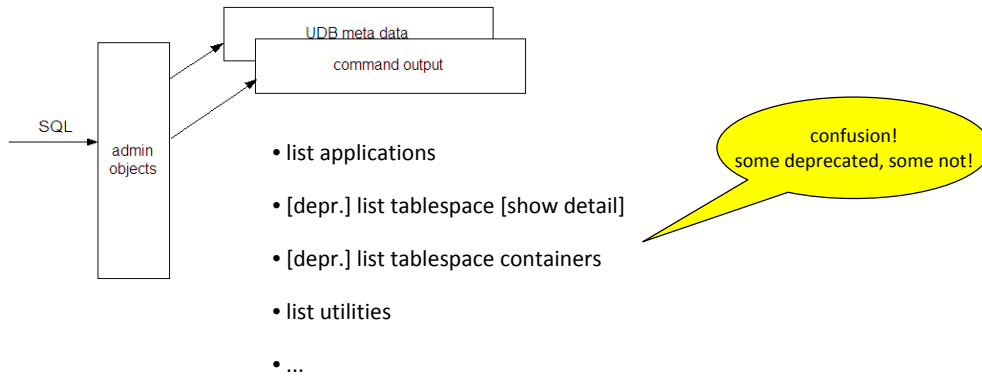 UDB meta data
command output
SQL
admin
objects
• list applications
• [depr.] list tablespace [show detail]
• [depr.] list tablespace containers
• list utilities
• ...
confusion!
some deprecated, some not!